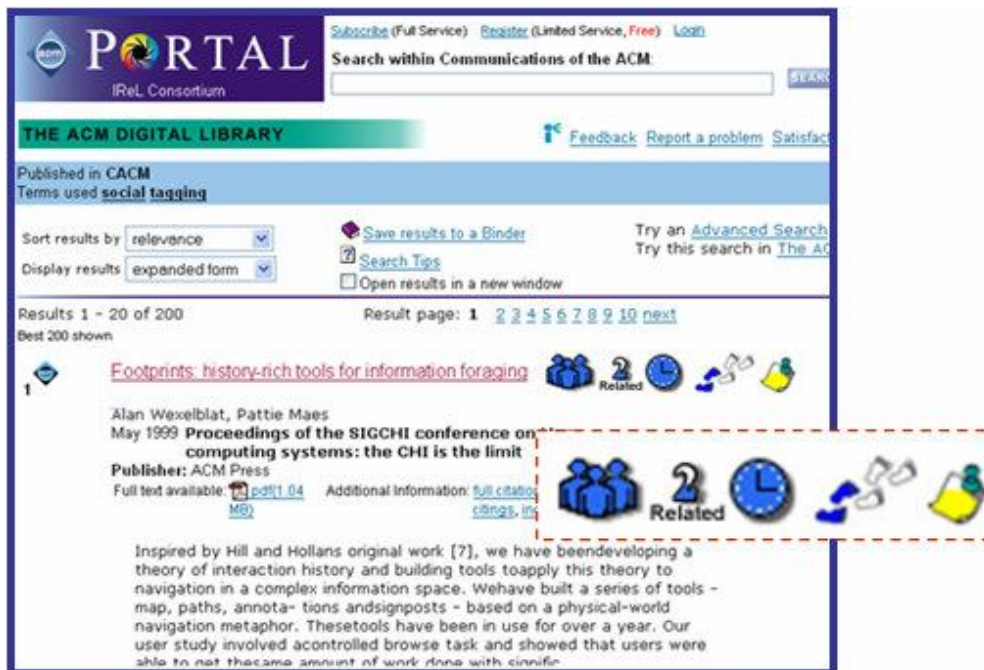 Subscribe (Full Service) Register (Limited Service, Free) Login
acm PORTAL
IReL Consortium
Search within Communications of the ACM:
THE ACM DIGITAL LIBRARY
Feedback Report a problem
Published in CACM
Terms used social tagging
Sort results by relevance
Display results expanded form
Save results to a Binder
Search Tips
Open results in a new window
Try an Advanced Search
Try this search in The
Results 1 - 20 of 200
Result page: 1 2 3 4 5 6 7 8 9 10 next
Best 200 shown
1
Footprints: history-rich tools for information foraging
2 Related
Alan Wexelblat, Pattie Maes
May 1999 Proceedings of the SIGCHI conference on
computing systems: the CHI is the limit
Publisher: ACM Press
Full text available: pdf(1.04
MB)
Additional Information: full
citings,
2
Related
Inspired by Hill and Hollans original work [7], we have beendeveloping a
theory of interaction history and building tools toapply this theory to
navigation in a complex information space. Wehave built a series of tools -
map, paths, annota- tions andsignposts - based on a physical-world
navigation metaphor. Thesetools have been in use for over a year. Our
user study involved acontrolled browse task and showed that users were
able to get thesame amount of work done with signific